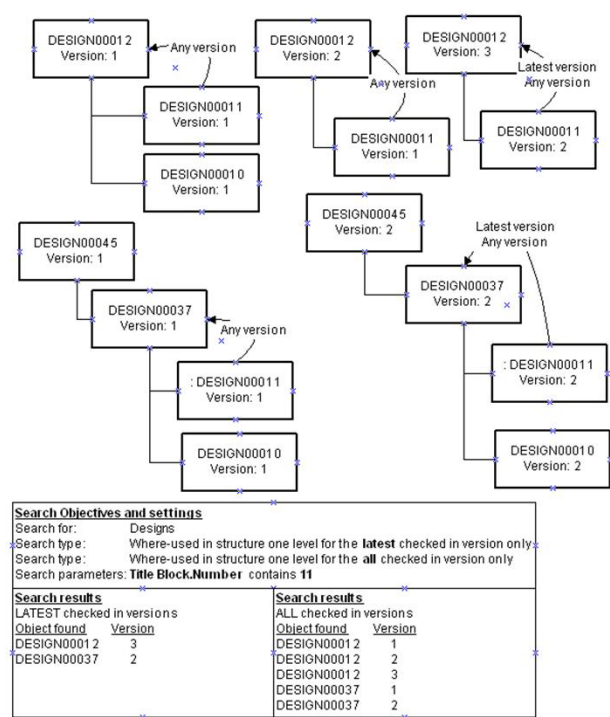 DESIGN00012
Version: 1
Any version
DESIGN00011
Version: 1
DESIGN00010
Version: 1
DESIGN00012
Version: 2
Any version
DESIGN00011
Version: 1
DESIGN00012
Version: 3
Latest version
Any version
DESIGN00011
Version: 2
DESIGN00045
Version: 1
DESIGN00037
Version: 1
Any version
: DESIGN00011
Version: 1
DESIGN00010
Version: 1
DESIGN00045
Version: 2
Latest version
Any version
DESIGN00037
Version: 2
: DESIGN00011
Version: 2
DESIGN00010
Version: 2
Search Objectives and settings
Search for: Designs
Search type: Where-used in structure one level for the latest checked in version only
Search type: Where-used in structure one level for the all checked in version only
Search parameters: Title Block.Number contains 11
Search results
LATEST checked in versions
Object found Version
DESIGN00012 3
DESIGN00037 2
Search results
ALL checked in versions
Object found Version
DESIGN00012 1
DESIGN00012 2
DESIGN00012 3
DESIGN00037 1
DESIGN00037 2